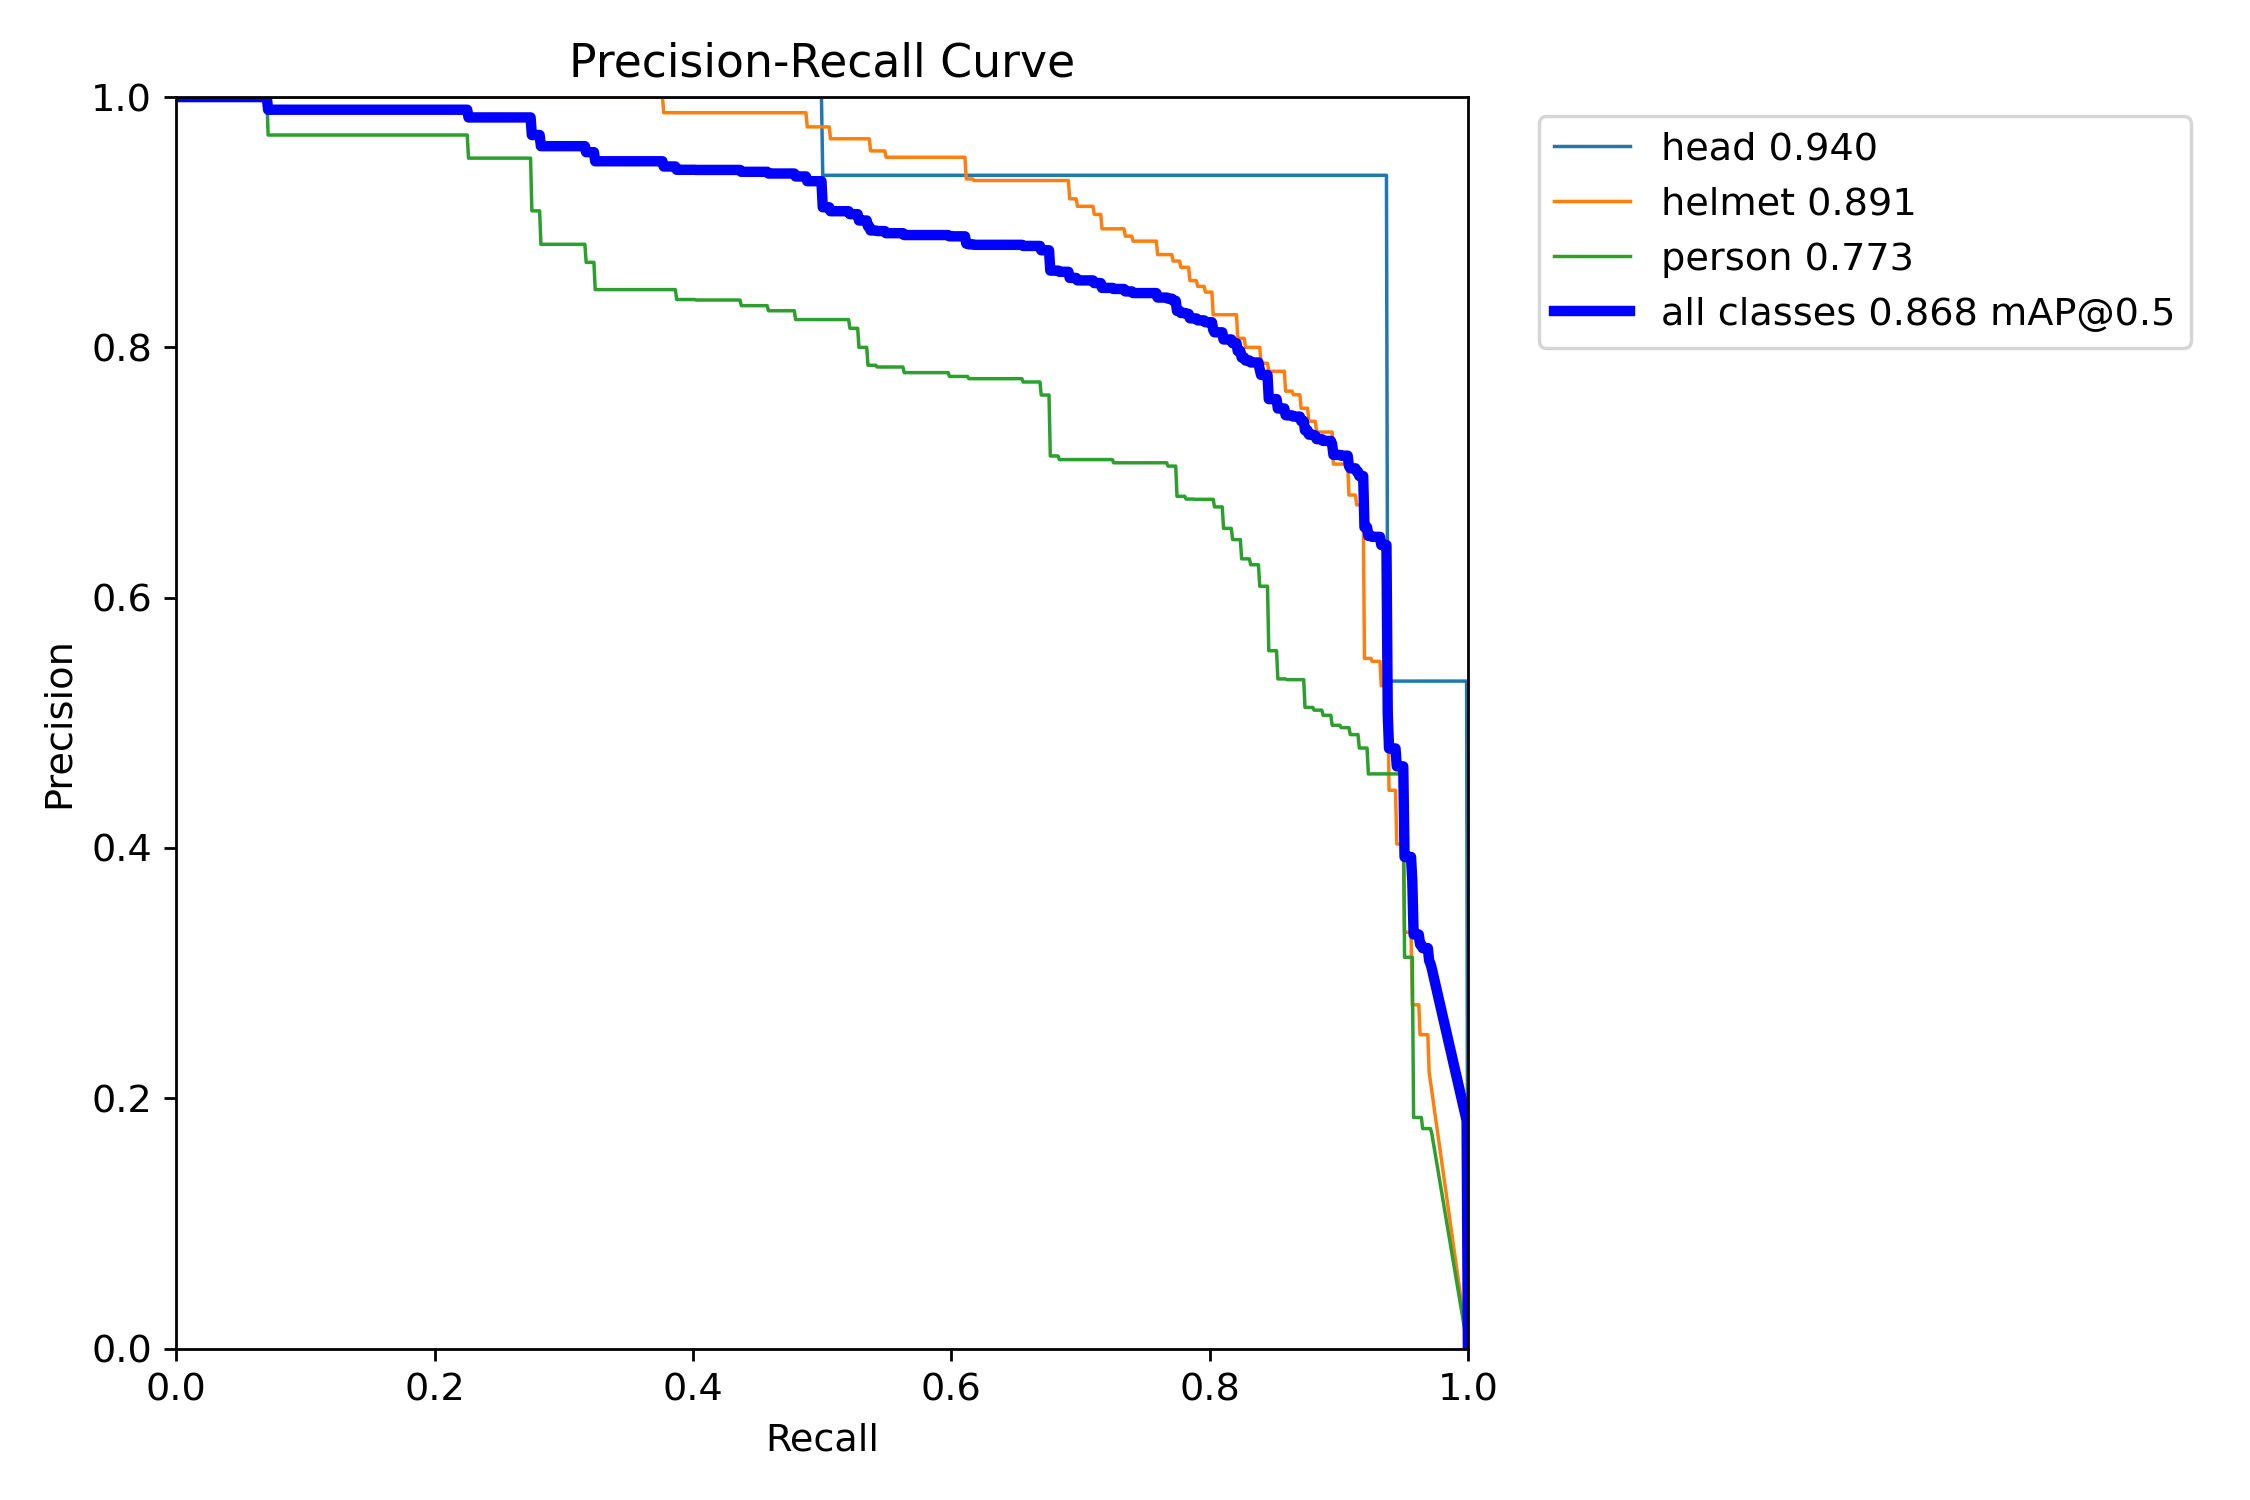 Precision-Recall Curve
head 0.940
helmet 0.891
person 0.773
all classes 0.868 mAP@0.5
Precision
1.0
0.8
0.6
0.4
0.2
0.0
0.0 0.2 0.4 0.6 0.8 1.0
Recall